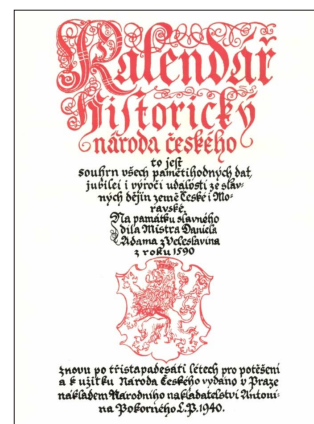 Kalendář
Historický
národa českého
to jest
souhrn všech pamětihodných dat,
jubilcí i výročí událostí ze slav-
ných dějin země České i Mo-
ravské.
Na památku slavného
díla Mistra Daniela
Adama z Veleslavína
z roku 1590
znovu po třistapadesáti létech pro potěšení
a k užitku Národa Českého vydáno v Praze
nákladem Národního nakladatelství Antoní-
na Pokorného L.P. 1940.